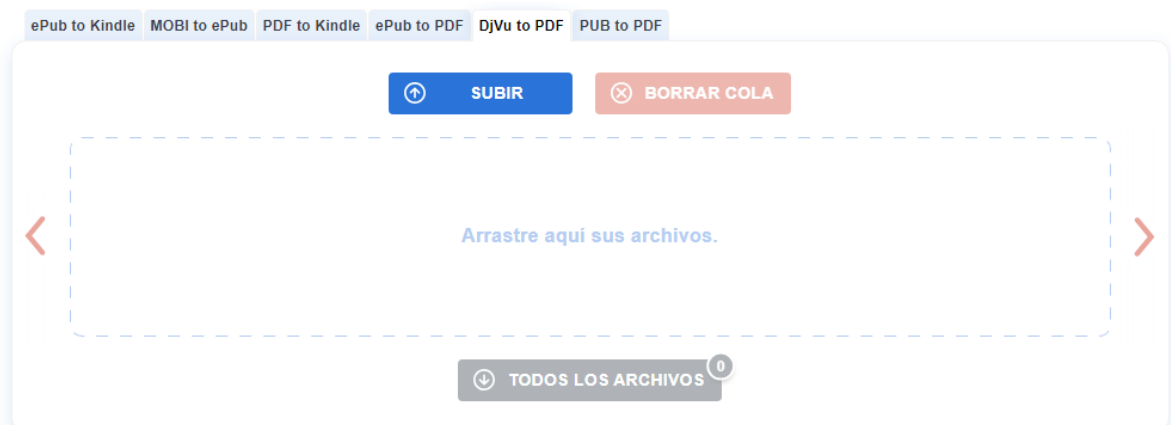 ePub to Kindle MOBI to ePub PDF to Kindle ePub to PDF DjVu to PDF PUB to PDF
SUBIR BORRAR COLA
Arrastre aquí sus archivos.
TODOS LOS ARCHIVOS 0